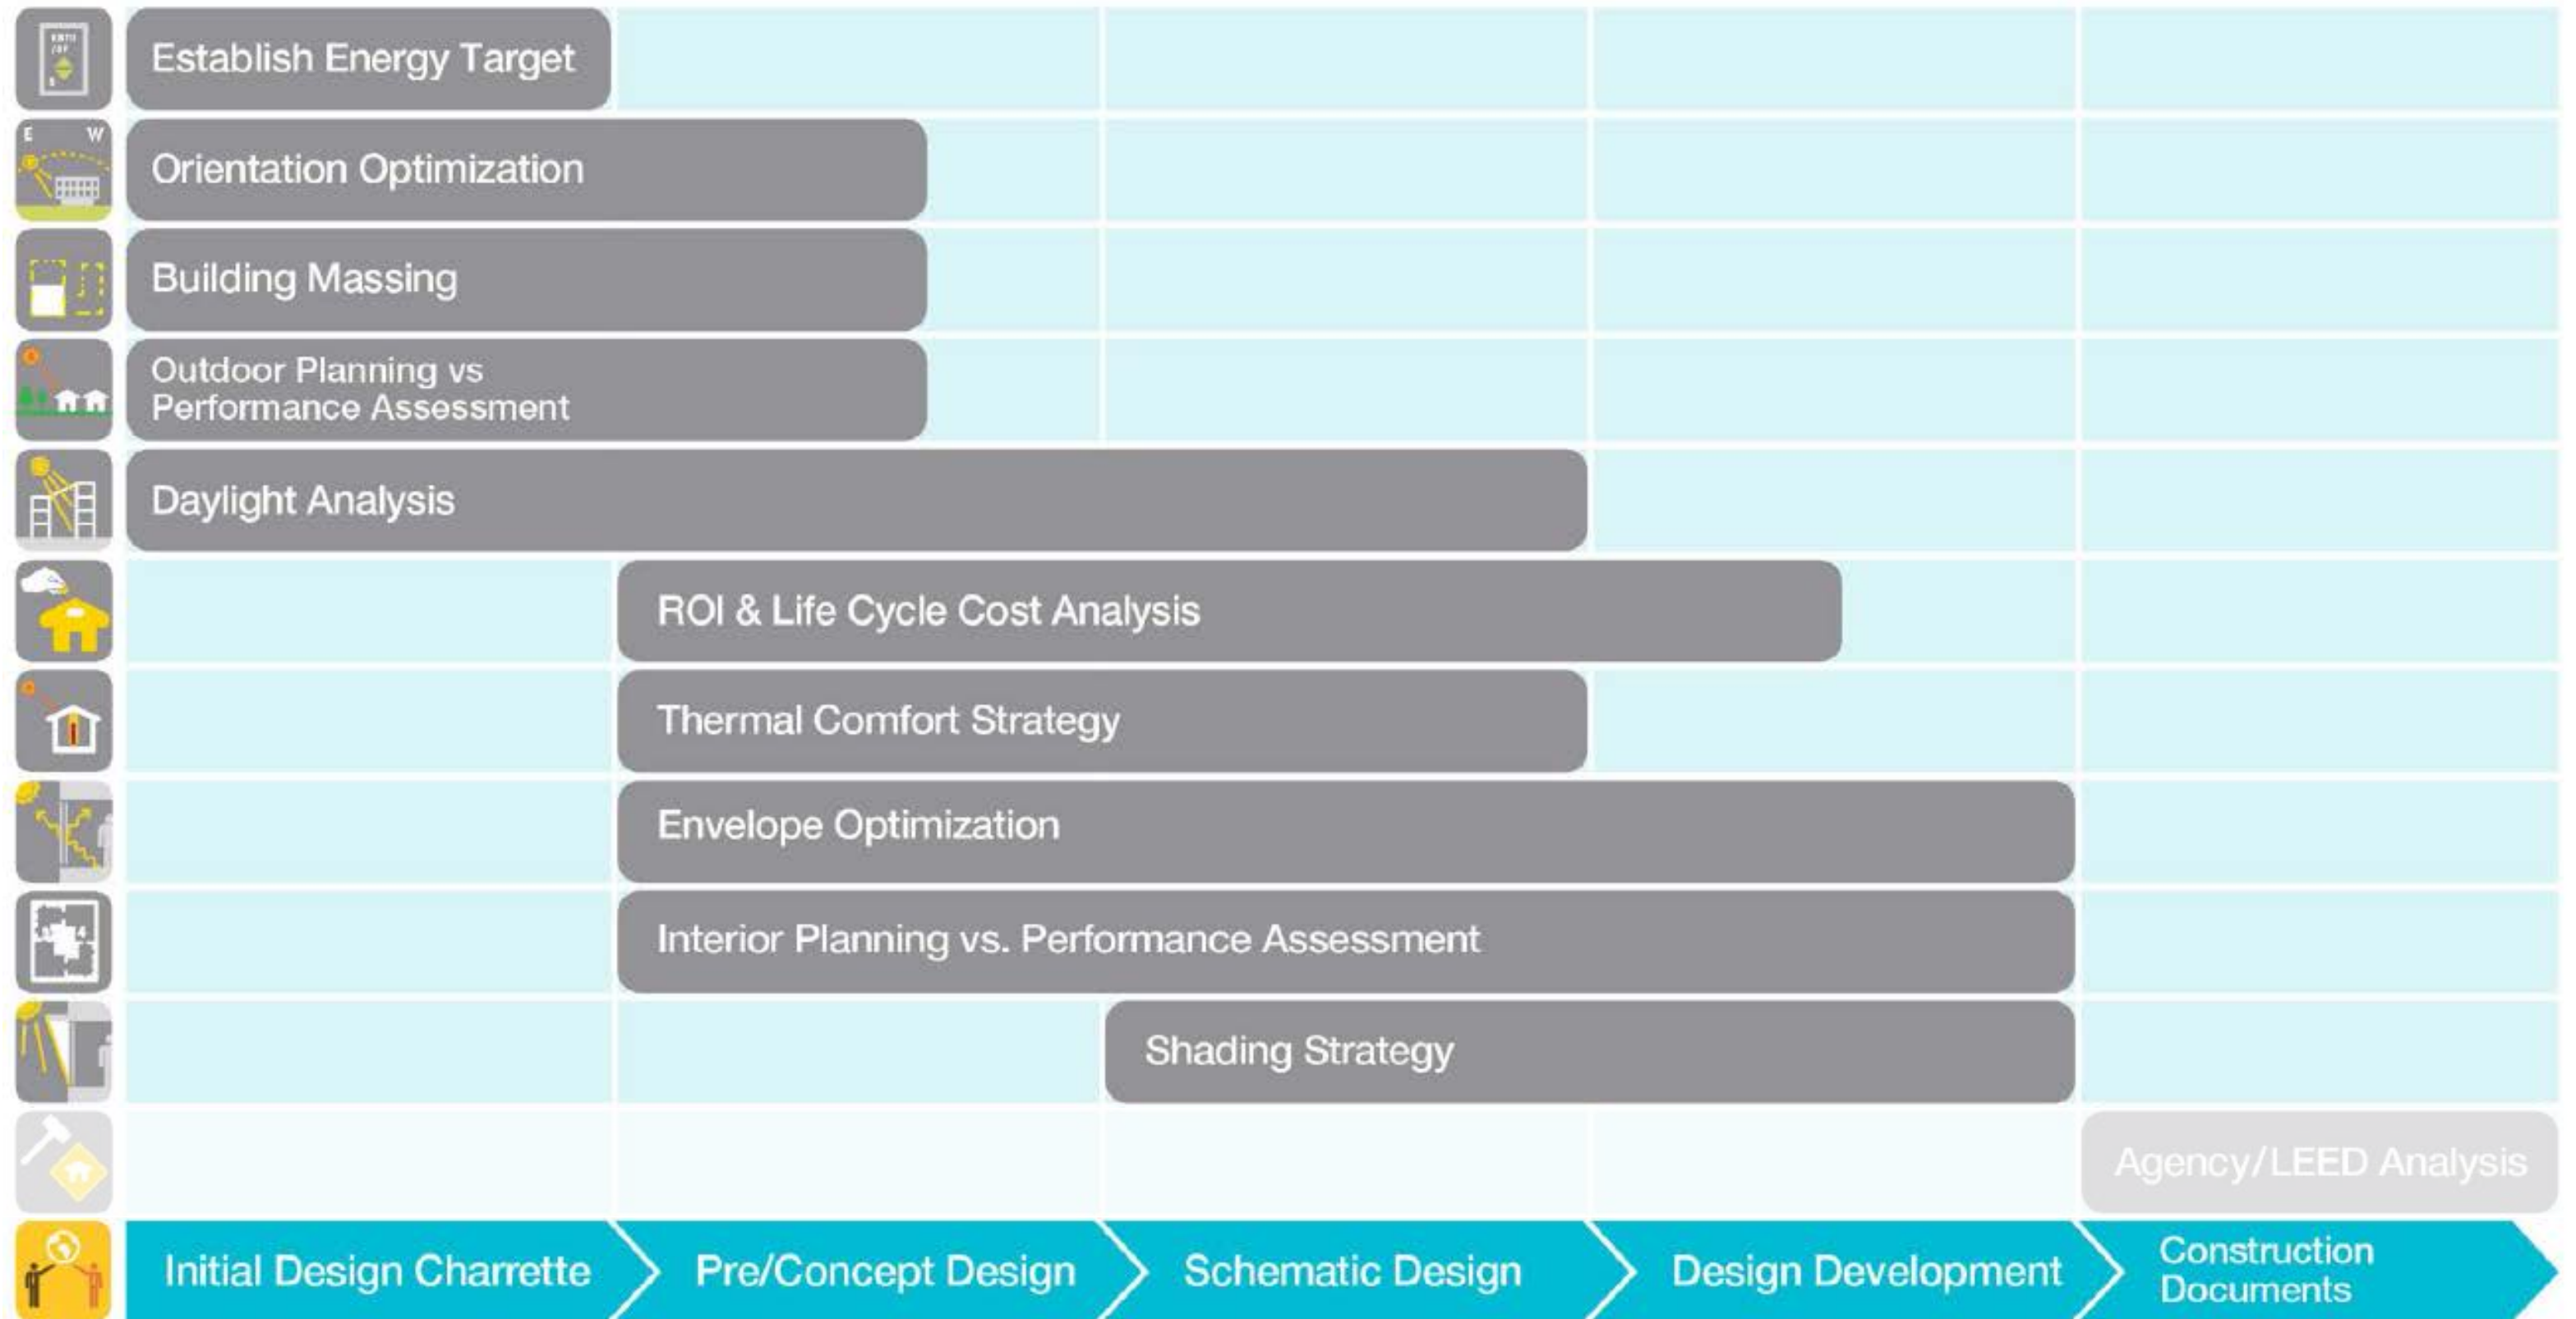 Establish Energy Target
E W
Orientation Optimization
Building Massing
Outdoor Planning vs
Performance Assessment
Daylight Analysis
ROI & Life Cycle Cost Analysis
Thermal Comfort Strategy
Envelope Optimization
Interior Planning vs. Performance Assessment
Shading Strategy
Agency/LEED Analysis
Initial Design Charrette
Pre/Concept Design
Schematic Design
Design Development
Construction
Documents